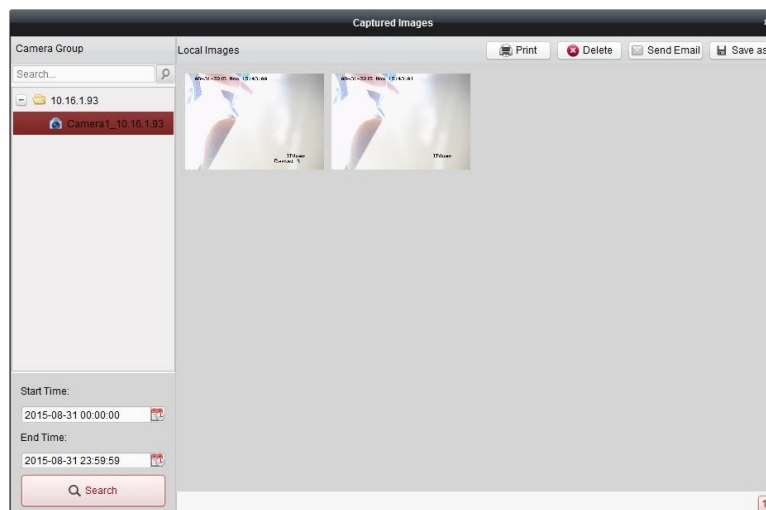 Captured Images
Camera Group
Local Images
Print
Delete
Send Email
Save as
Search...
10.16.1.93
Camera1_10.16.1.93
Start Time:
2015-08-31 00:00:00
End Time:
2015-08-31 23:59:59
Search
1